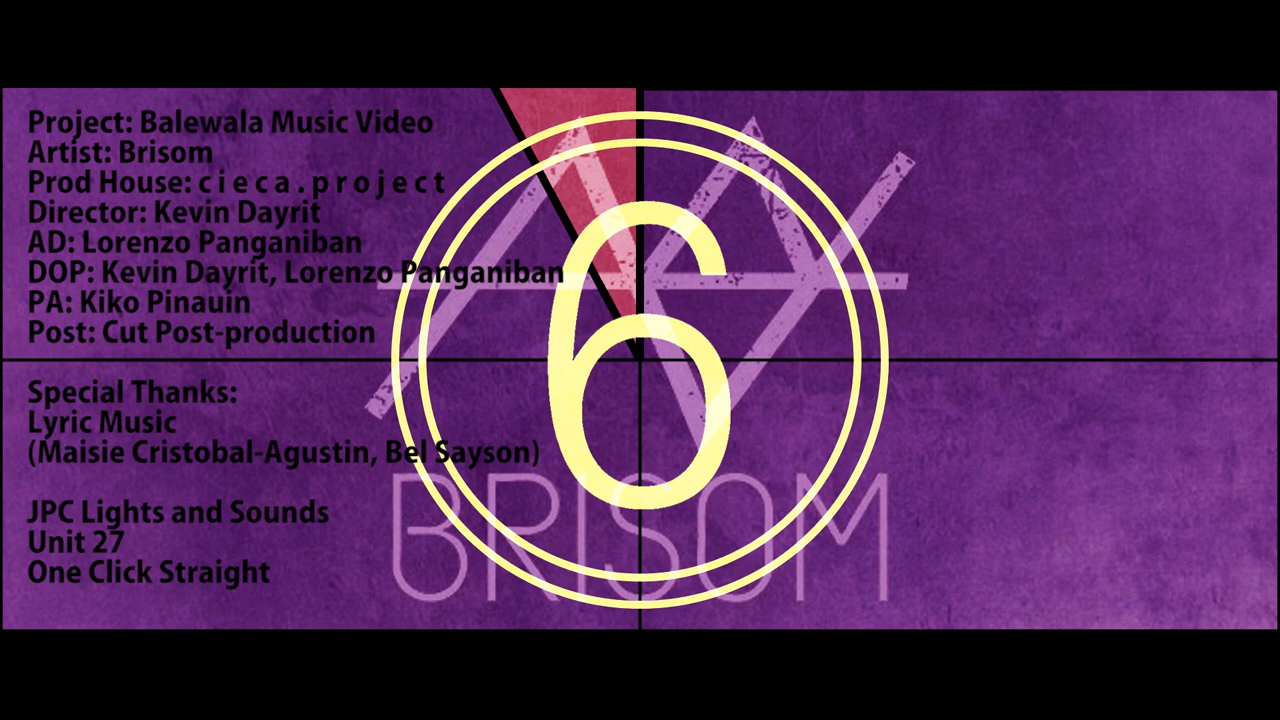 Project: Balewala Music Video
Artist: Brisom
Prod House: c i e c a . p r o j e c t
Director: Kevin Dayrit
AD: Lorenzo Panganiban
DOP: Kevin Dayrit, Lorenzo Panganiban
PA: Kiko Pinauin
Post: Cut Post-production
6
Special Thanks:
Lyric Music
(Maisie Cristobal-Agustin, Bel Sayson)
JPC Lights and Sounds
Unit 27
One Click Straight
BRISOM